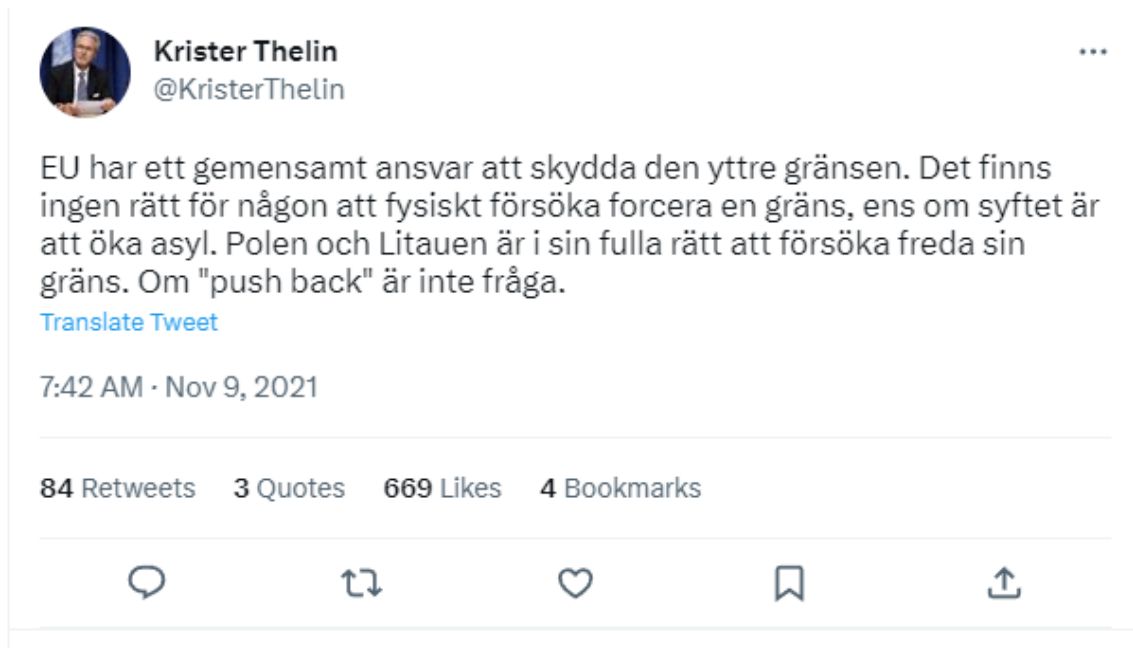 Krister Thelin
@KristerThelin
EU har ett gemensamt ansvar att skydda den yttre gränsen. Det finns
ingen rätt för någon att fysiskt försöka forcera en gräns, ens om syftet är
att öka asyl. Polen och Litauen är i sin fulla rätt att försöka freda sin
gräns. Om "push back" är inte fråga.
Translate Tweet
7:42 AM · Nov 9, 2021
84 Retweets 3 Quotes 669 Likes 4 Bookmarks